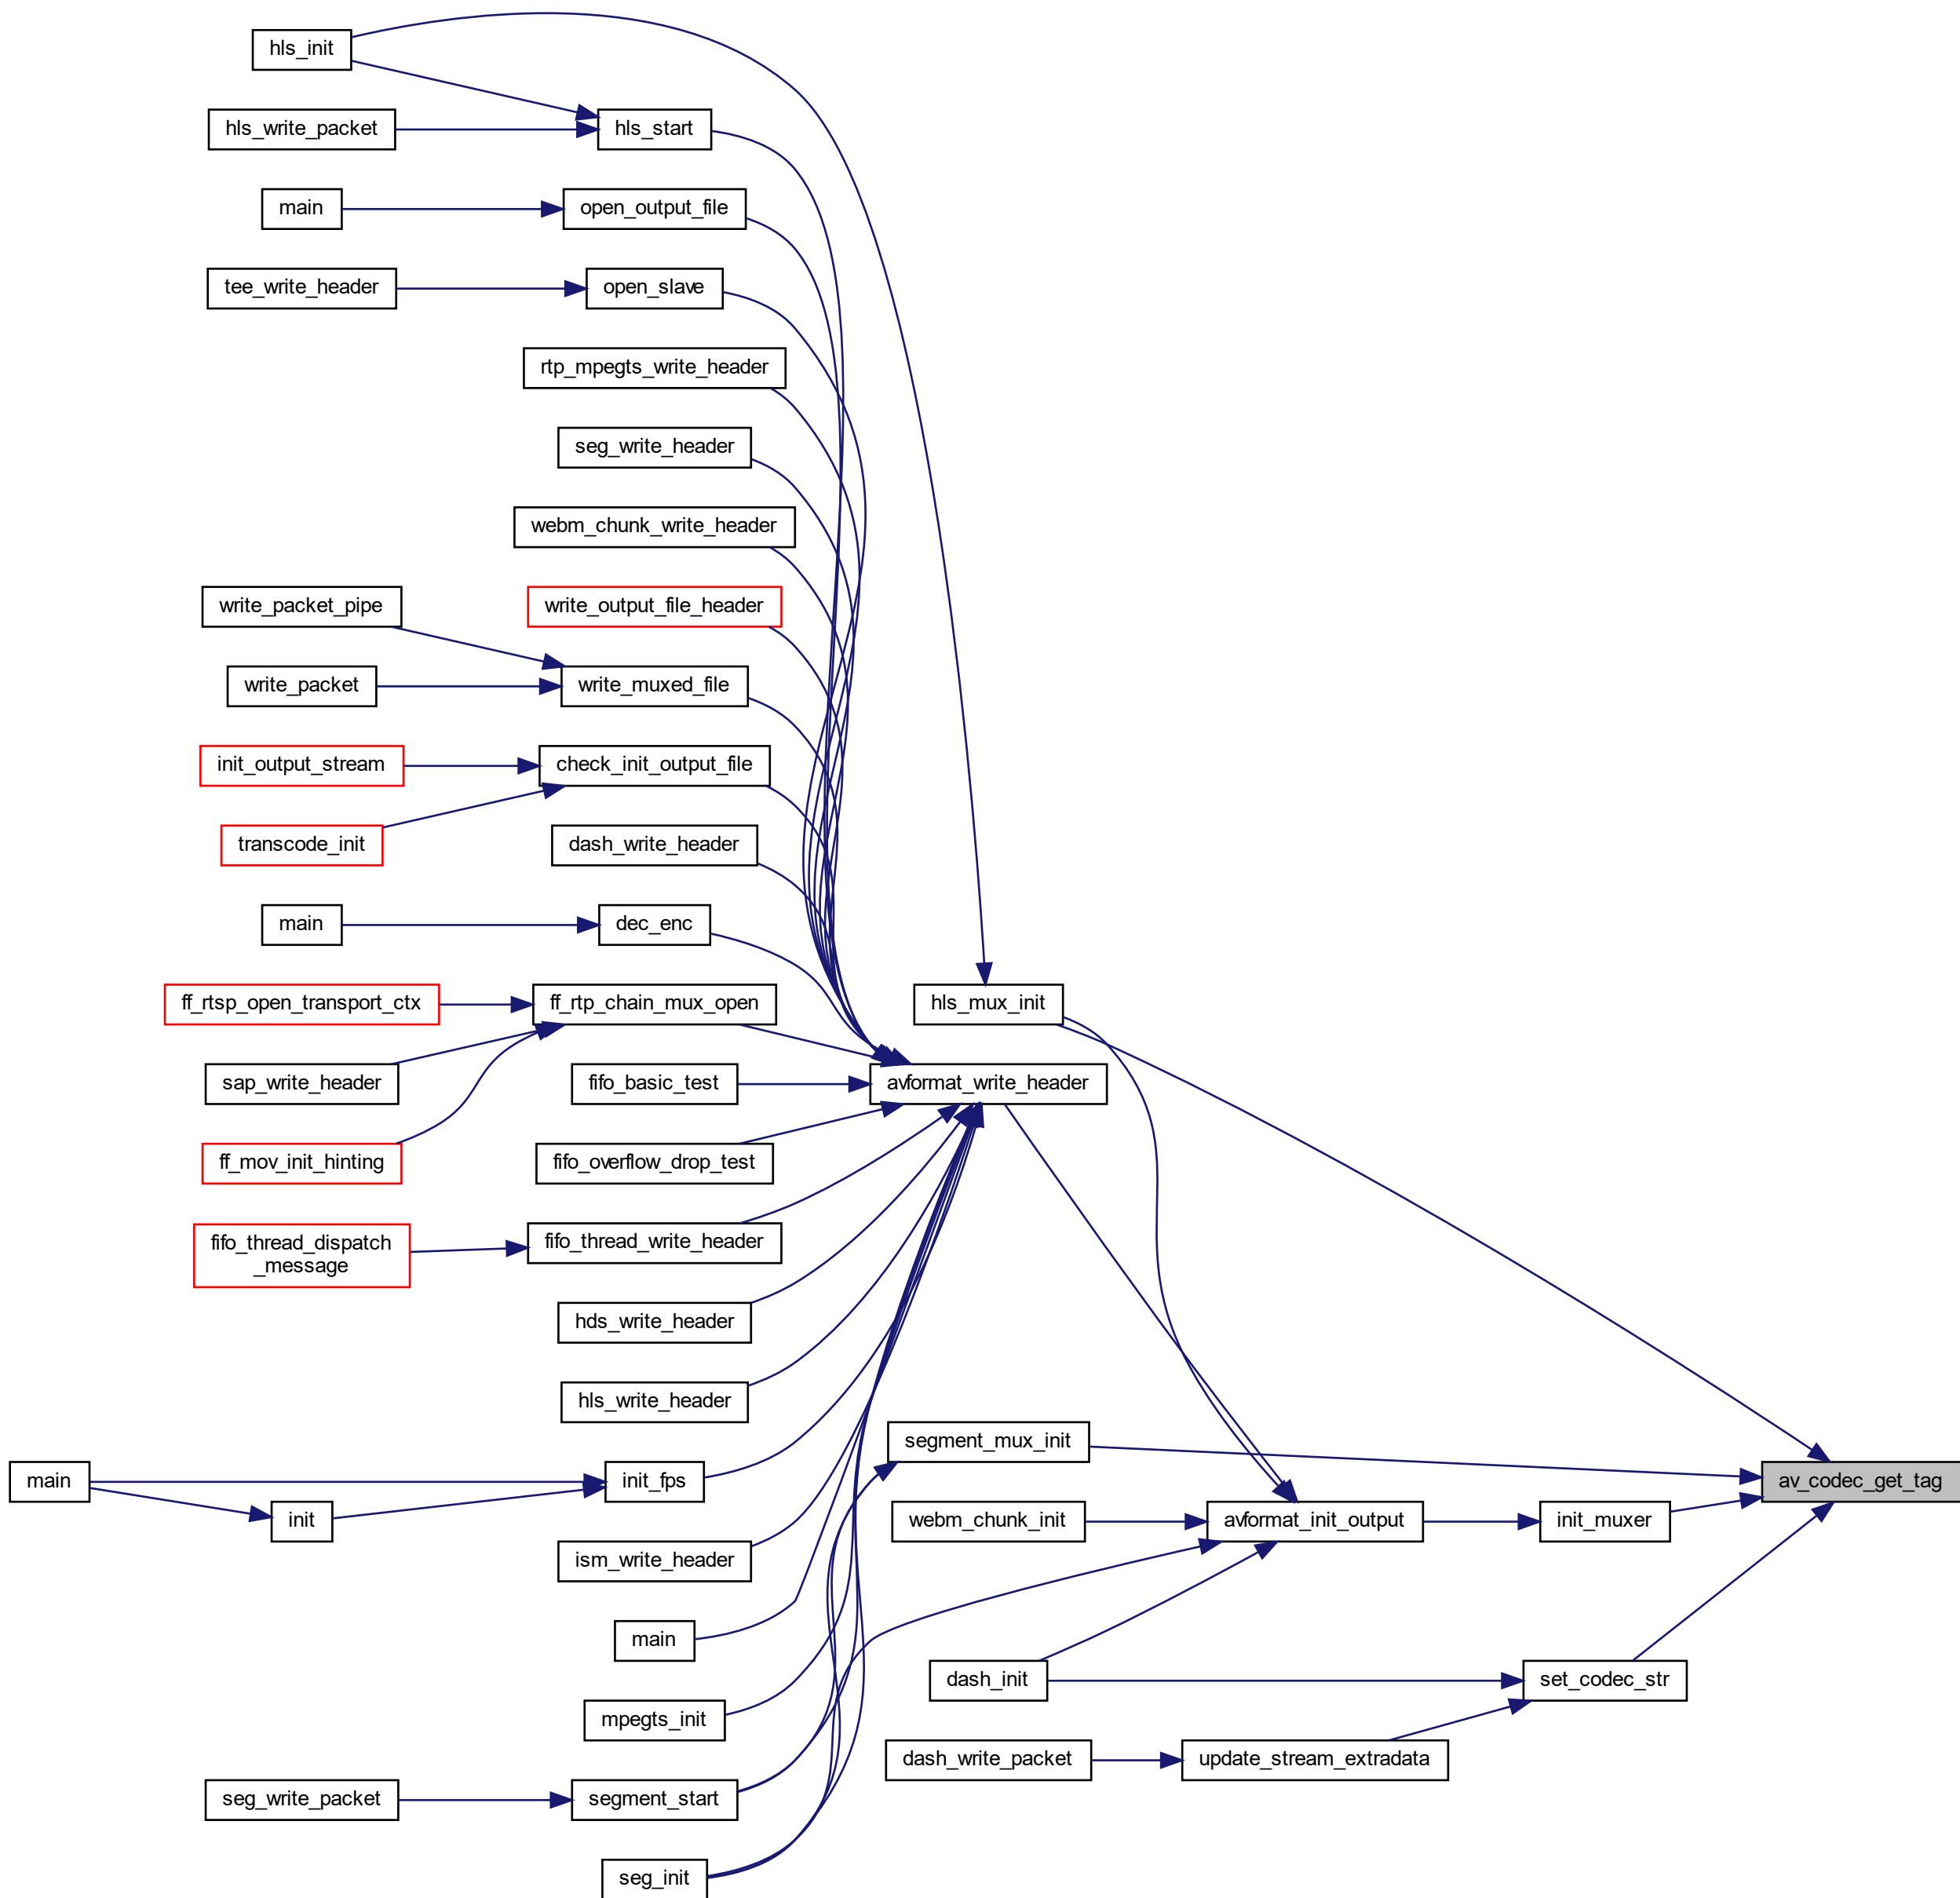 hls_init
hls_write_packet
hls_start
main
open_output_file
tee_write_header
open_slave
rtp_mpegts_write_header
seg_write_header
webm_chunk_write_header
write_packet_pipe
write_output_file_header
write_packet
write_muxed_file
init_output_stream
check_init_output_file
transcode_init
dash_write_header
main
dec_enc
ff_rtsp_open_transport_ctx
ff_rtp_chain_mux_open
hls_mux_init
sap_write_header
fifo_basic_test
avformat_write_header
ff_mov_init_hinting
fifo_overflow_drop_test
fifo_thread_dispatch
_message
fifo_thread_write_header
hds_write_header
hls_write_header
segment_mux_init
main
init_fps
av_codec_get_tag
init
webm_chunk_init
avformat_init_output
init_muxer
ism_write_header
main
dash_init
set_codec_str
mpegts_init
dash_write_packet
update_stream_extradata
seg_write_packet
segment_start
seg_init